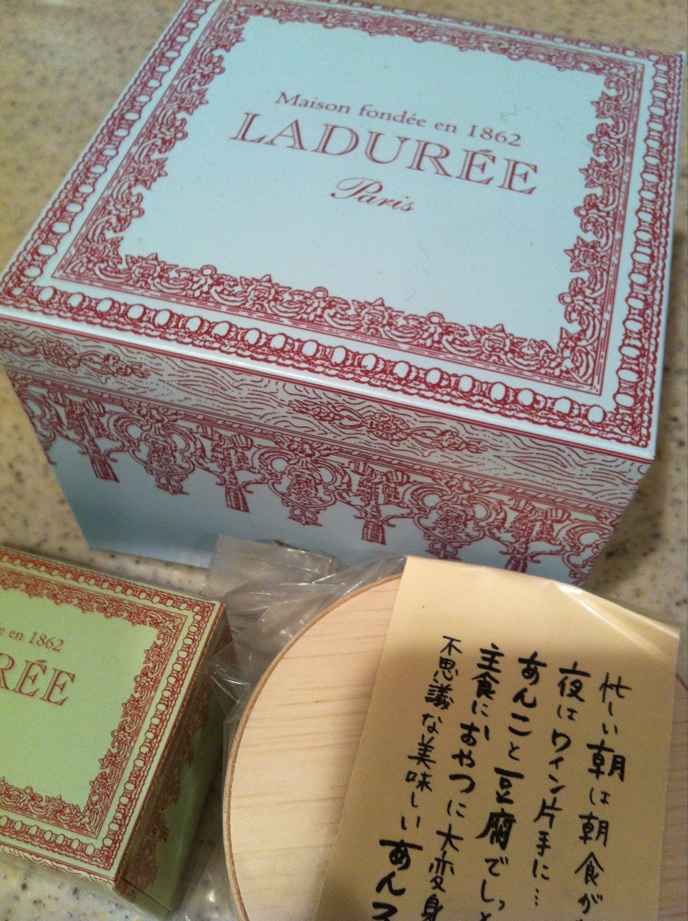 Maison fondée en 1862
LADURÉE
Paris
e en 1862
RÉE
忙しい朝は朝食が
夜はワイン片手に…
あんこと豆腐でしっ
主食におやつに大変身
不思議な美味しいあん